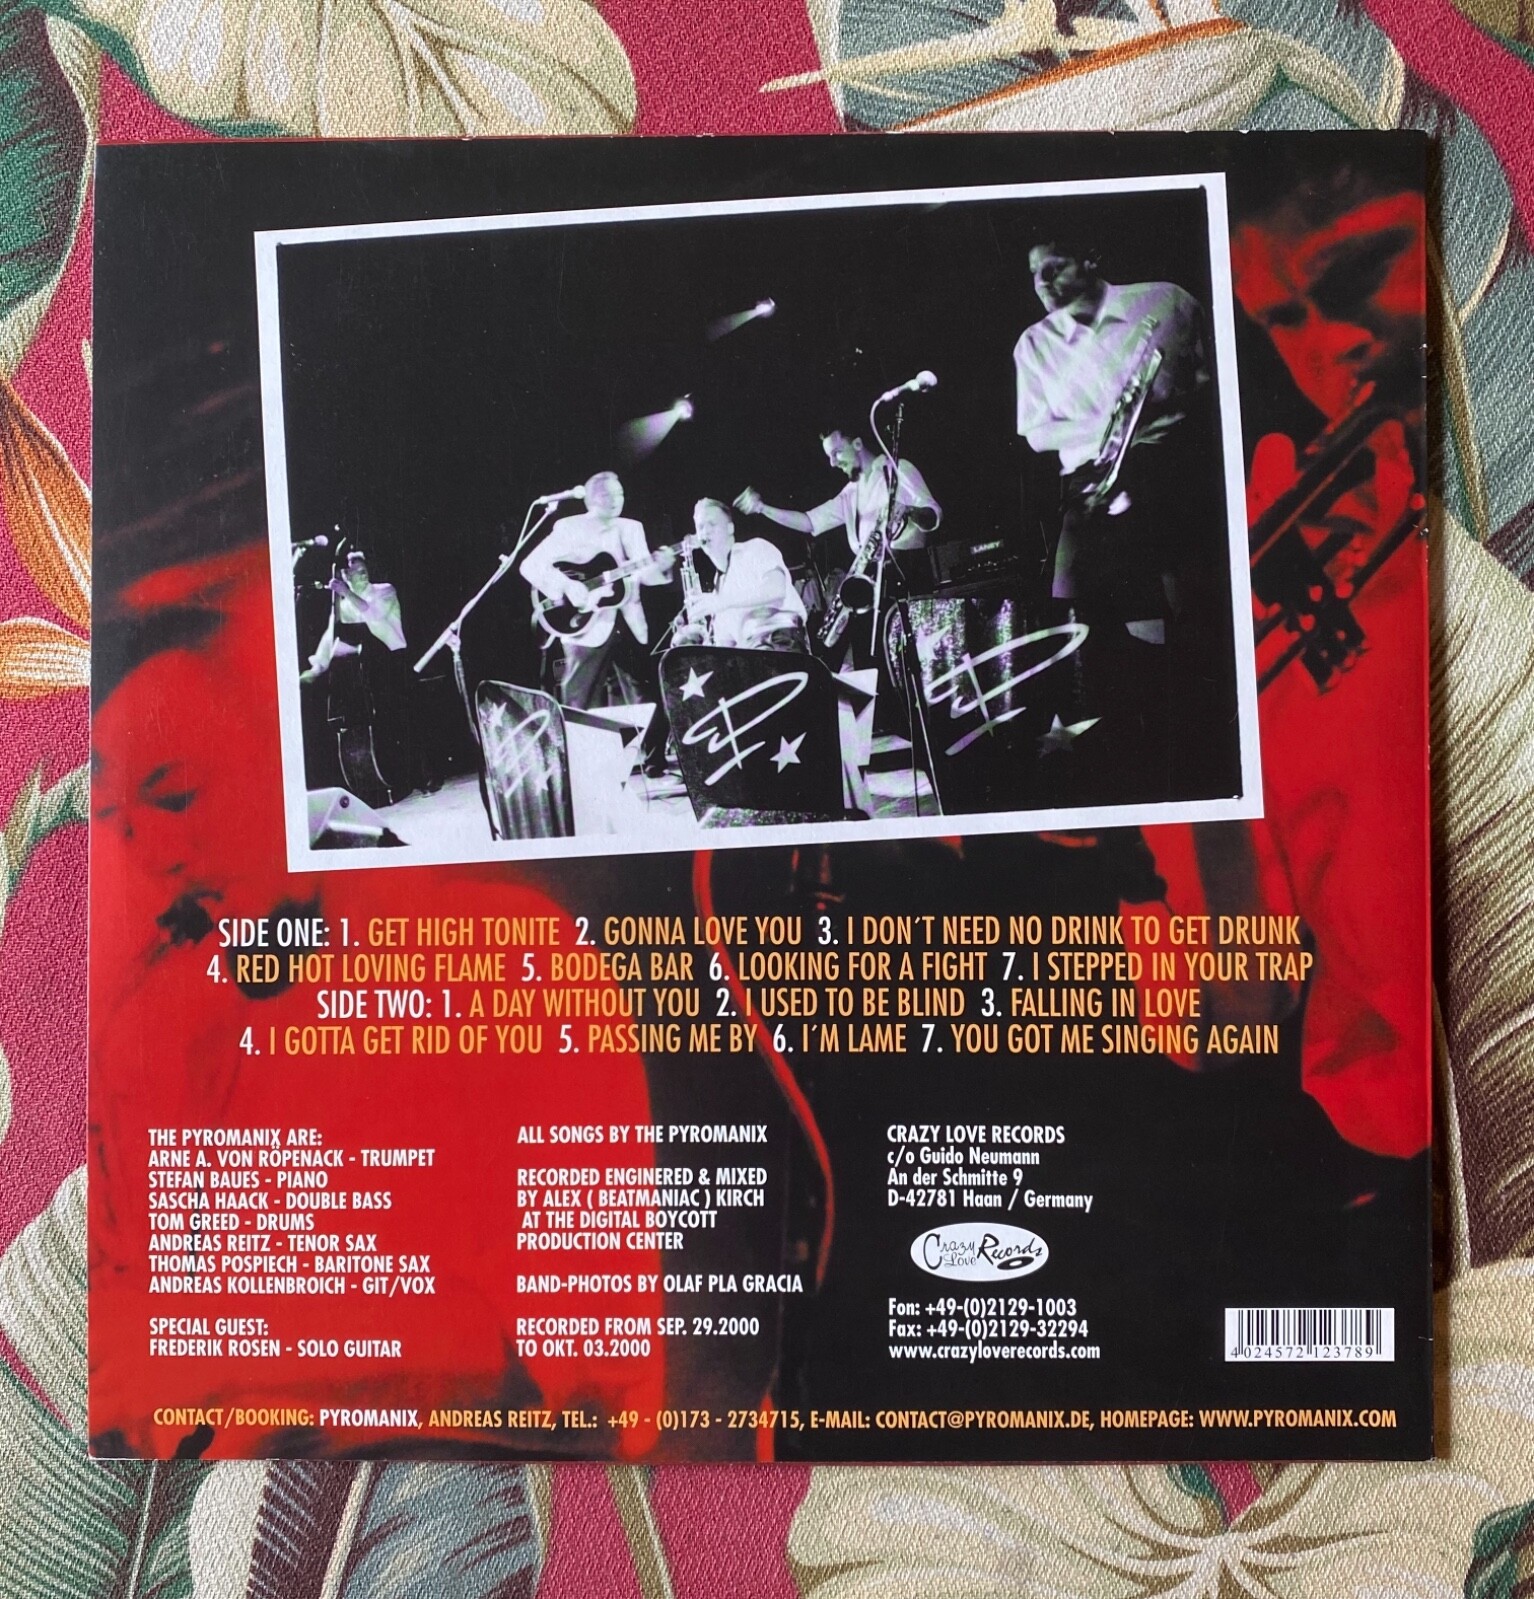 LANEY
SIDE ONE: 1. GET HIGH TONITE 2. GONNA LOVE YOU 3. I DON´T NEED NO DRINK TO GET DRUNK
4. RED HOT LOVING FLAME 5. BODEGA BAR 6. LOOKING FOR A FIGHT 7. I STEPPED IN YOUR TRAP
SIDE TWO: 1. A DAY WITHOUT YOU 2. I USED TO BE BLIND 3. FALLING IN LOVE
4. I GOTTA GET RID OF YOU 5. PASSING ME BY 6. I´M LAME 7. YOU GOT ME SINGING AGAIN
THE PYROMANIX ARE:
ARNE A. VON RÖPENACK - TRUMPET
STEFAN BAUES - PIANO
SASCHA HAACK - DOUBLE BASS
TOM GREED - DRUMS
ANDREAS REITZ - TENOR SAX
THOMAS POSPIECH - BARITONE SAX
ANDREAS KOLLENBROICH - GIT/VOX
SPECIAL GUEST:
FREDERIK ROSEN - SOLO GUITAR
ALL SONGS BY THE PYROMANIX
RECORDED ENGINERED & MIXED
BY ALEX ( BEATMANIAC ) KIRCH
AT THE DIGITAL BOYCOTT
PRODUCTION CENTER
BAND-PHOTOS BY OLAF PLA GRACIA
RECORDED FROM SEP. 29.2000
TO OKT. 03.2000
CRAZY LOVE RECORDS
c/o Guido Neumann
An der Schmitte 9
D-42781 Haan / Germany
Crazy Love Records
Fon: +49-(0)2129-1003
Fax: +49-(0)2129-32294
www.crazyloverecords.com
4 024572 123789
CONTACT/BOOKING: PYROMANIX, ANDREAS REITZ, TEL.: +49 - (0)173 - 2734715, E-MAIL: CONTACT@PYROMANIX.DE, HOMEPAGE: WWW.PYROMANIX.COM